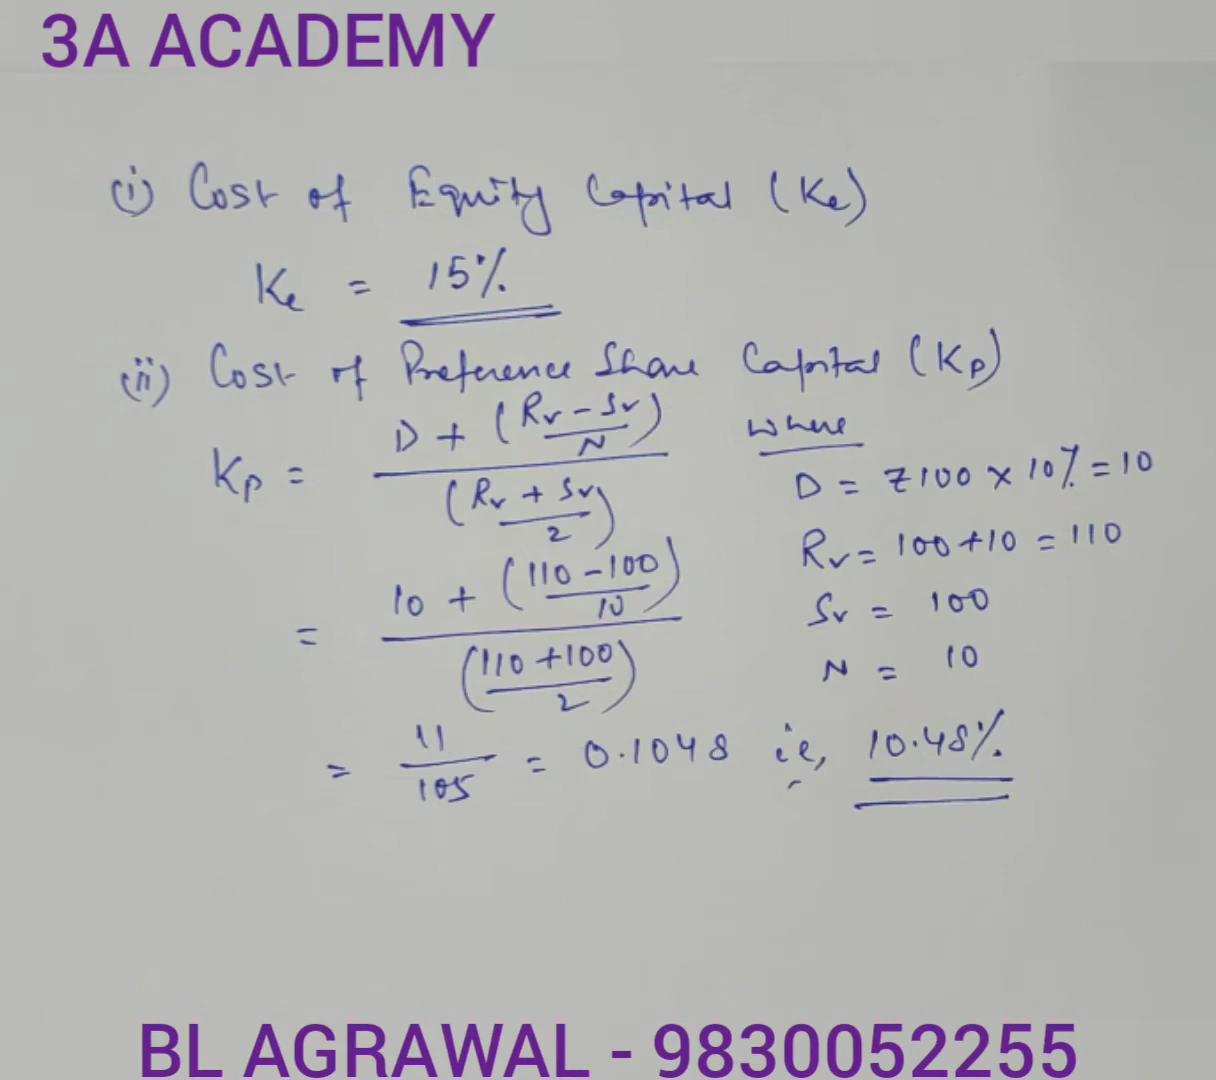 3A ACADEMY
(i) Cost of Equity Capital (Ke)
Ke = 15%
(ii) Cost of Preference Share Capital (Kp)
Kp = D + (Rv - Sv / N) / (Rv + Sv / 2)
where
D = ₹100 × 10% = 10
Rv = 100 + 10 = 110
Sv = 100
N = 10
= 10 + (110 - 100 / 10) / (110 + 100 / 2)
= 11 / 105 = 0.1048 ie, 10.48%
BL AGRAWAL - 9830052255